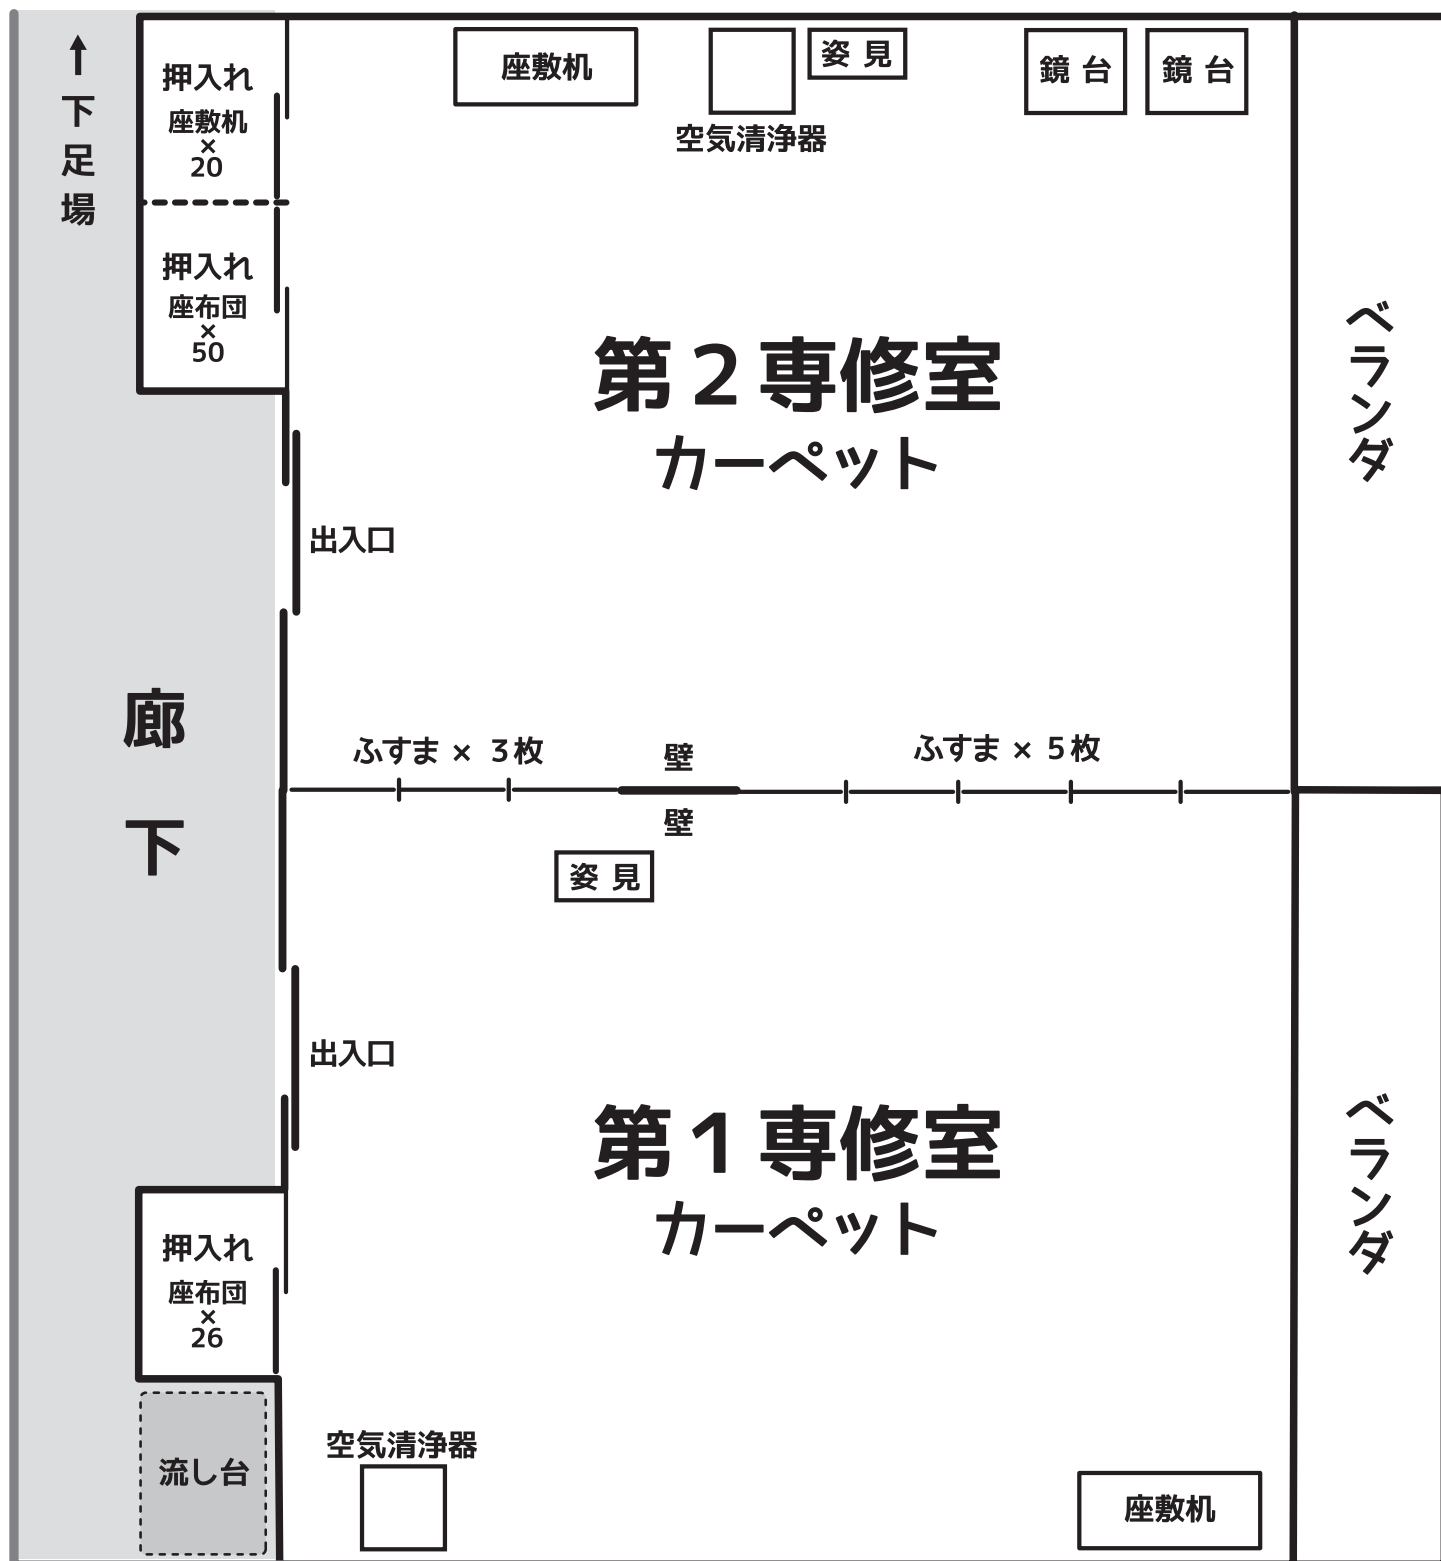 ↑下足場
押入れ
座敷机
×
20
押入れ
座布団
×
50
座敷机
空気清浄器
姿見
鏡台
鏡台
第2専修室
カーペット
ベランダ
出入口
廊下
ふすま × 3枚
壁
ふすま × 5枚
壁
姿見
出入口
第1専修室
カーペット
ベランダ
押入れ
座布団
×
26
流し台
空気清浄器
座敷机